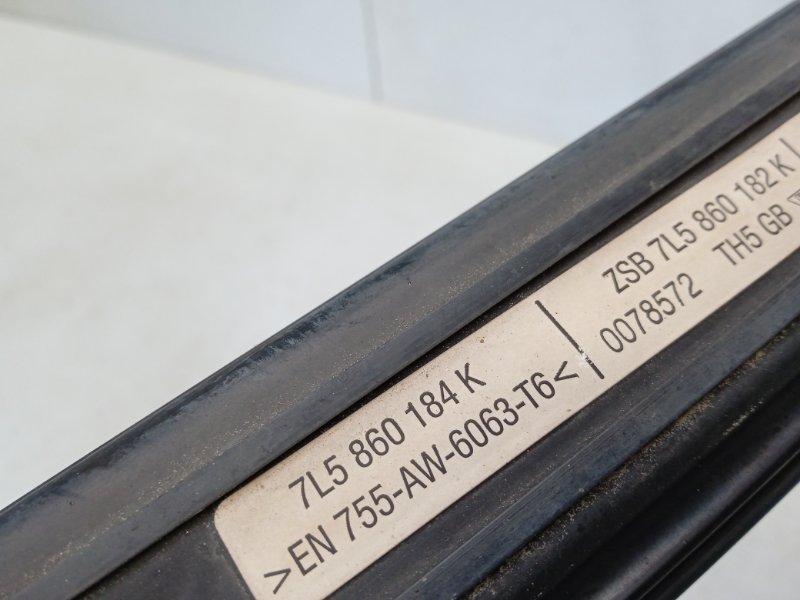 7L5 860 184 K
>EN 755-AW-6063-T6<
ZSB 7L5 860 182 K
0078572 TH5 GB